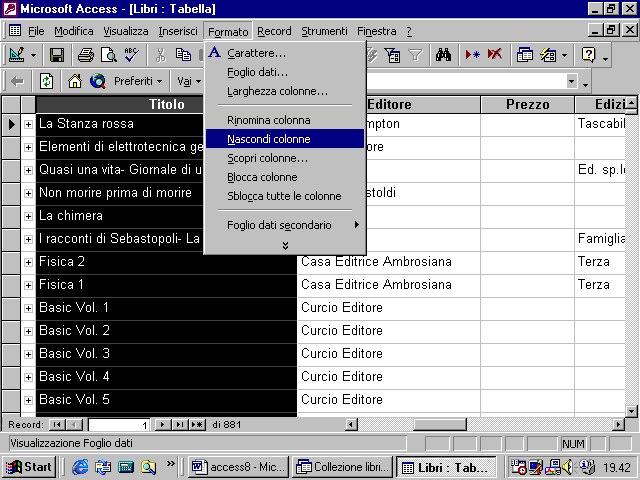 Microsoft Access - [Libri : Tabella]
File Modifica Visualizza Inserisci Formato Record Strumenti Finestra ?
Preferiti Vai
Carattere...
Foglio dati...
Larghezza colonne...
Rinomina colonna
Nascondi colonne
Scopri colonne...
Blocca colonne
Sblocca tutte le colonne
Foglio dati secondario
Titolo Editore Prezzo Edizi
La Stanza rossa mpton Tascabil
Elementi di elettrotecnica ge ore
Quasi una vita- Giornale di u Ed. sp.le
Non morire prima di morire stoldi
La chimera
I racconti di Sebastopoli- La Famiglia
Fisica 2 Casa Editrice Ambrosiana Terza
Fisica 1 Casa Editrice Ambrosiana Terza
Basic Vol. 1 Curcio Editore
Basic Vol. 2 Curcio Editore
Basic Vol. 3 Curcio Editore
Basic Vol. 4 Curcio Editore
Basic Vol. 5 Curcio Editore
Record: 1 di 881
Visualizzazione Foglio dati NUM
Start access8 - Mic... Collezione libri... Libri : Tab... 19.42